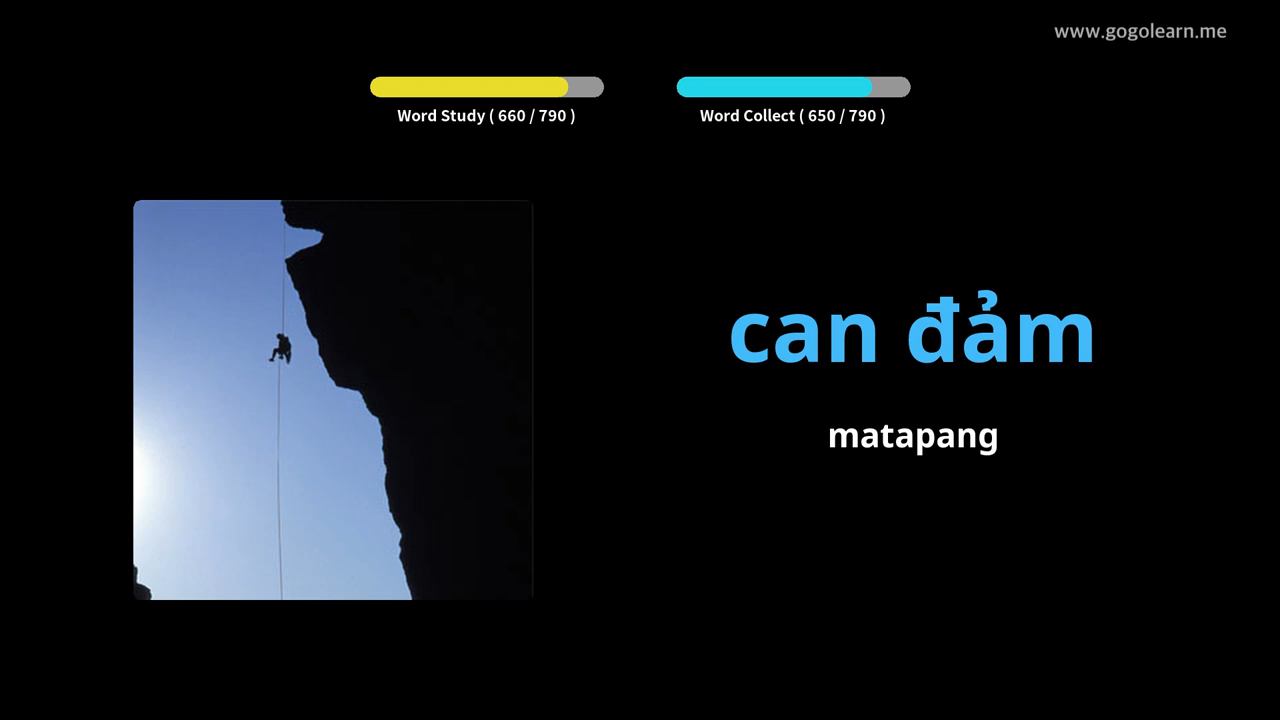 www.gogolearn.me
Word Study ( 660 / 790 )
Word Collect ( 650 / 790 )
can đảm
matapang